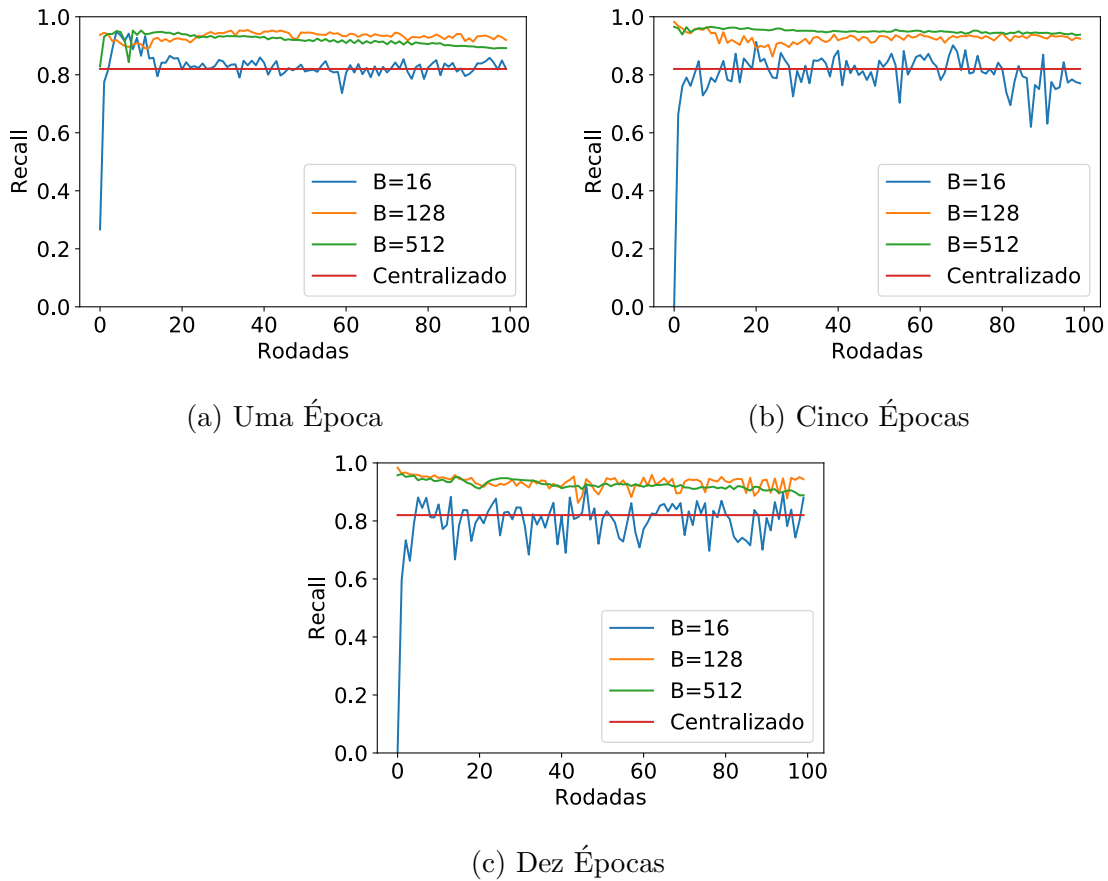 1.0
0.8
0.6
0.4
0.2
0.0
Recall
B=16
B=128
B=512
Centralizado
0 20 40 60 80 100
Rodadas
(a) Uma Época
1.0
0.8
0.6
0.4
0.2
0.0
Recall
B=16
B=128
B=512
Centralizado
0 20 40 60 80 100
Rodadas
(b) Cinco Épocas
1.0
0.8
0.6
0.4
0.2
0.0
Recall
B=16
B=128
B=512
Centralizado
0 20 40 60 80 100
Rodadas
(c) Dez Épocas